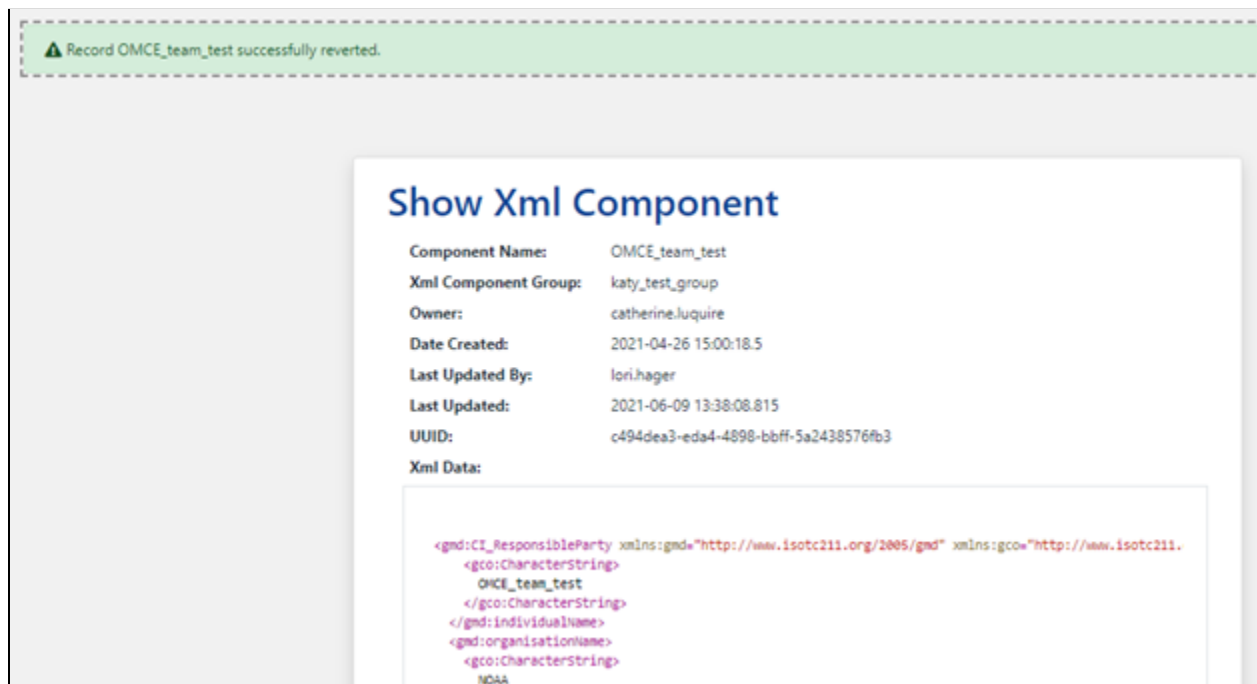 Record OMCE_team_test successfully reverted.
Show Xml Component
Component Name: OMCE_team_test
Xml Component Group: katy_test_group
Owner: catherine.luquire
Date Created: 2021-04-26 15:00:18.5
Last Updated By: lori.hager
Last Updated: 2021-06-09 13:38:08.815
UUID: c494dea3-eda4-4898-bbff-5a2438576fb3
Xml Data:
<gmd:CI_ResponsibleParty xmlns:gmd="http://www.isotc211.org/2005/gmd" xmlns:gco="http://www.isotc211.
<gco:CharacterString>
OMCE_team_test
</gco:CharacterString>
</gmd:individualName>
<gmd:organisationName>
<gco:CharacterString>
NOAA